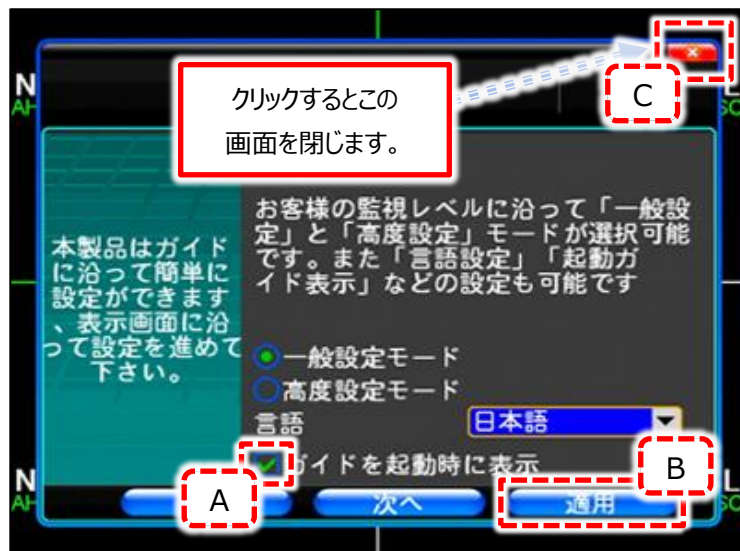 N
AH
クリックするとこの
画面を閉じます。
C
本製品はガイド
に沿って簡単に
設定ができます
、表示画面に沿
って設定を進めて
下さい。
お客様の監視レベルに沿って「一般設
定」と「高度設定」モードが選択可能
です。また「言語設定」「起動ガ
イド表示」などの設定も可能です
一般設定モード
高度設定モード
言語 日本語
ガイドを起動時に表示
A
B
次へ 適用
N
AH